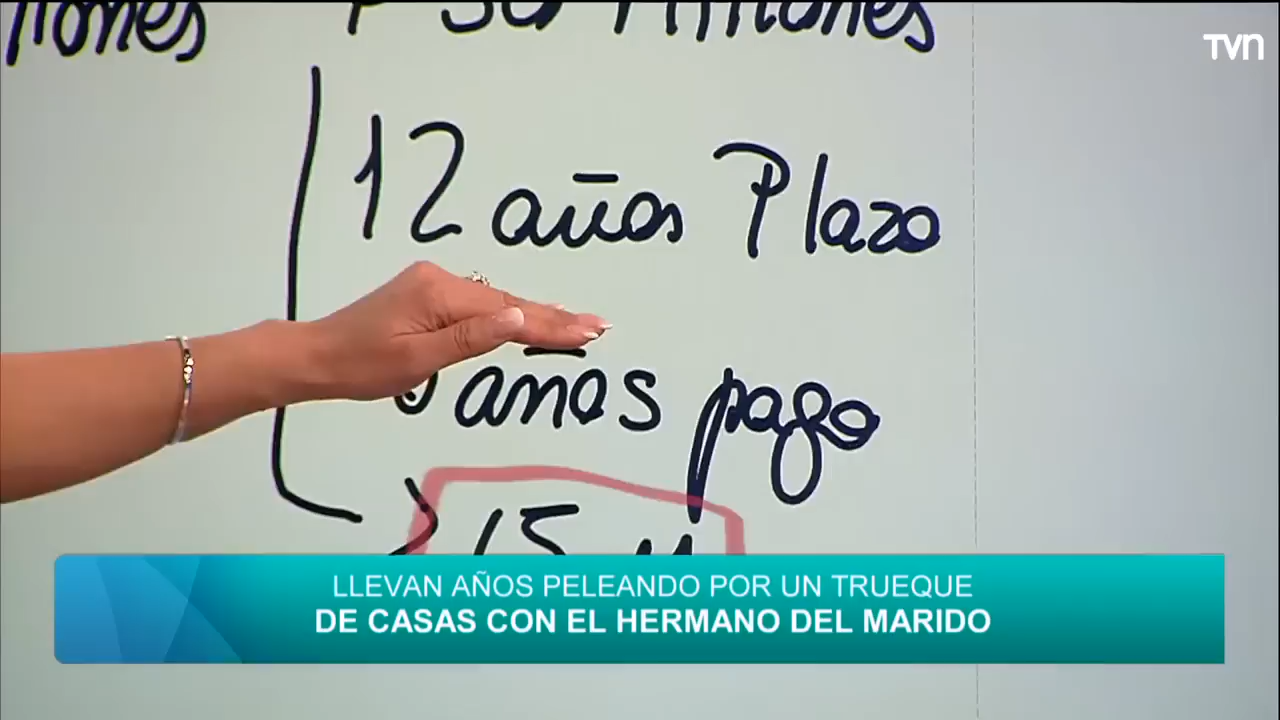 TVN
12 años Plazo
años pago
15
LLEVAN AÑOS PELEANDO POR UN TRUEQUE
DE CASAS CON EL HERMANO DEL MARIDO